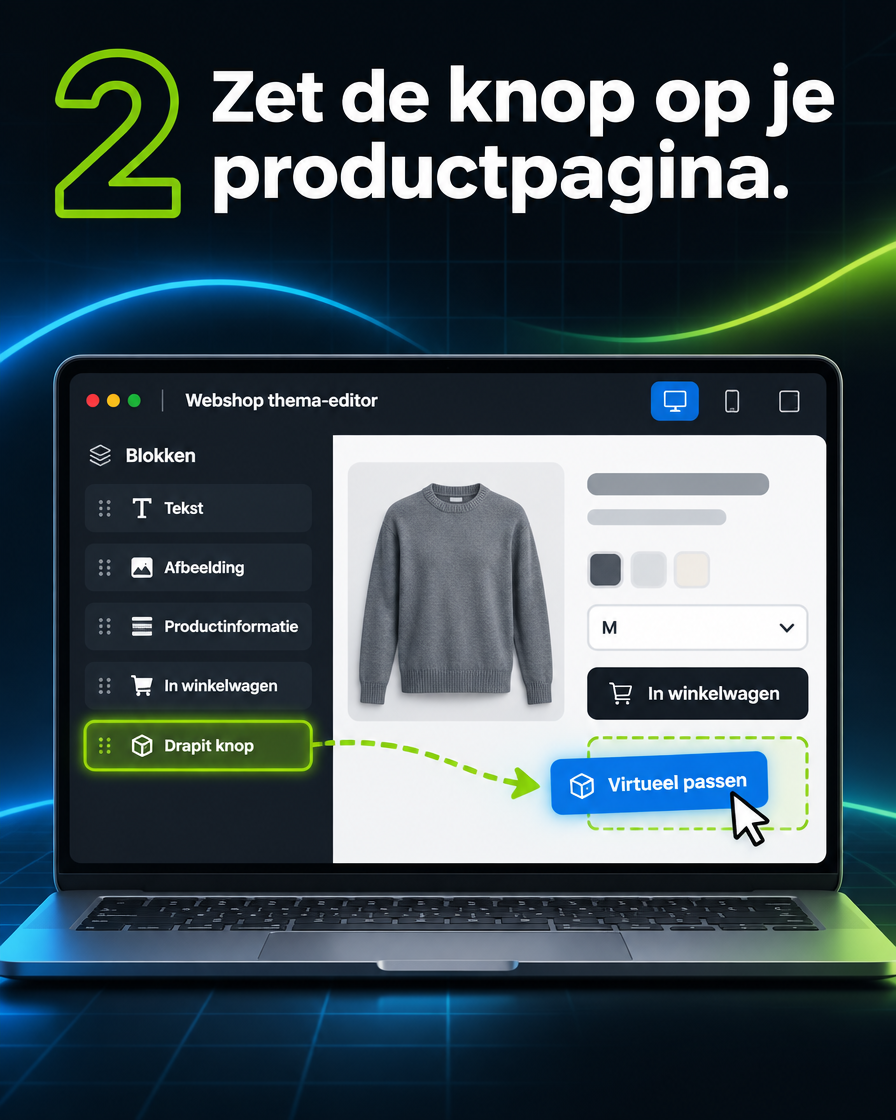 2
Zet de knop op je
productpagina.
Webshop thema-editor
Blokken
Tekst
Afbeelding
Productinformatie
In winkelwagen
Drapit knop
M
In winkelwagen
Virtueel passen